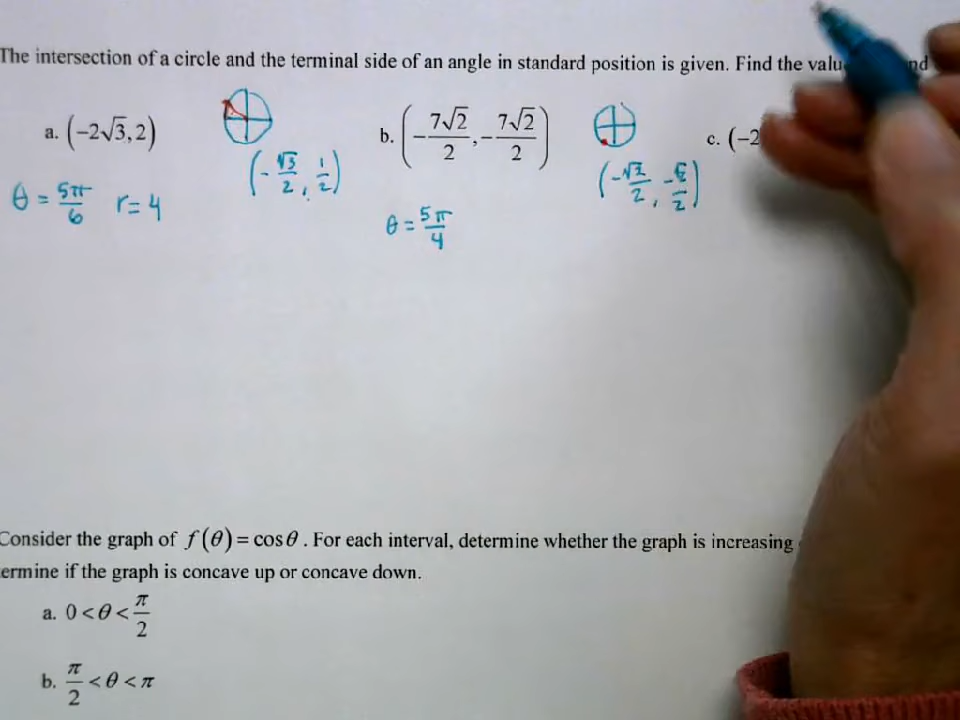 The intersection of a circle and the terminal side of an angle in standard position is given. Find the
a. (−2√3, 2)
(-√3/2, 1/2)
b. (−7√2/2, −7√2/2)
(-√2/2, -√2/2)
c. (−2
θ = 5π/6 r=4
θ = 5π/4
Consider the graph of f(θ) = cos θ. For each interval, determine whether the graph is increasing
ermine if the graph is concave up or concave down.
a. 0 < θ < π/2
b. π/2 < θ < π